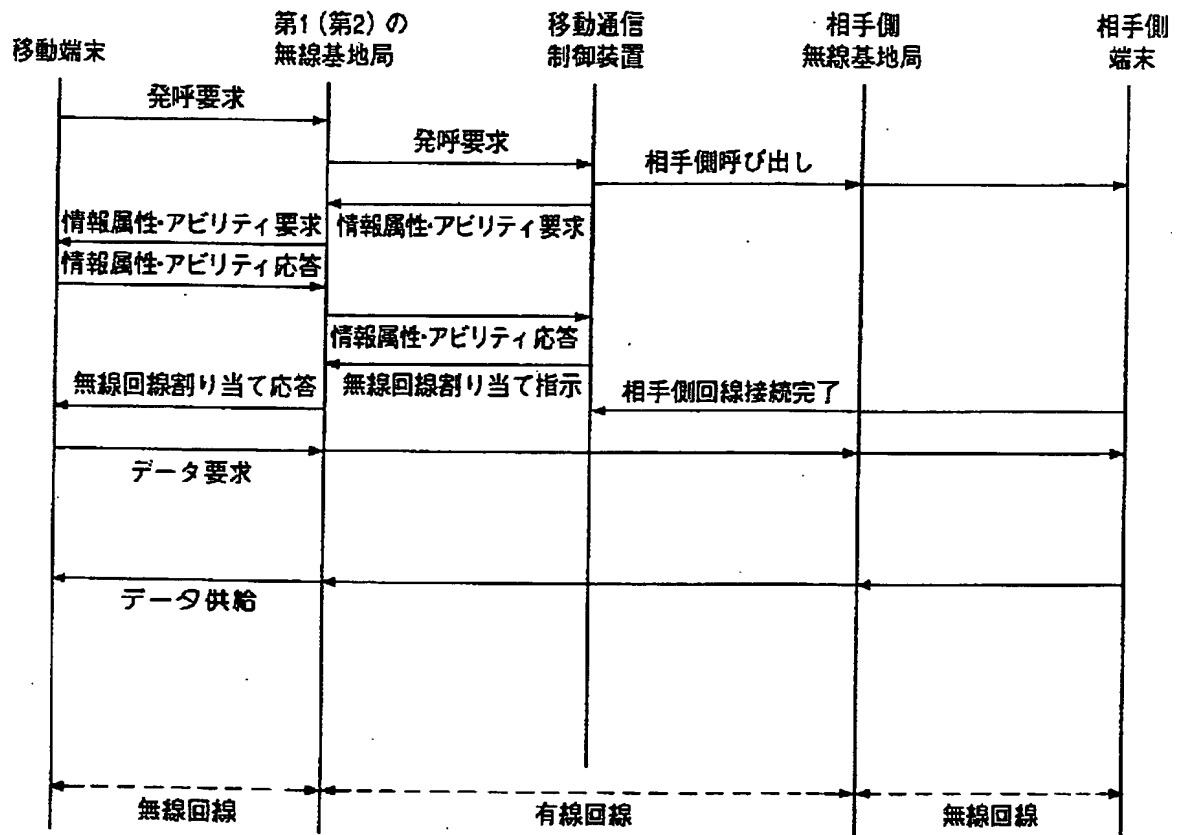 移動端末
第1(第2)の
無線基地局
移動通信
制御装置
相手側
無線基地局
相手側
端末
発呼要求
発呼要求
相手側呼び出し
情報属性・アビリティ要求
情報属性・アビリティ要求
情報属性・アビリティ応答
情報属性・アビリティ応答
無線回線割り当て応答
無線回線割り当て指示
相手側回線接続完了
データ要求
データ供給
無線回線
有線回線
無線回線